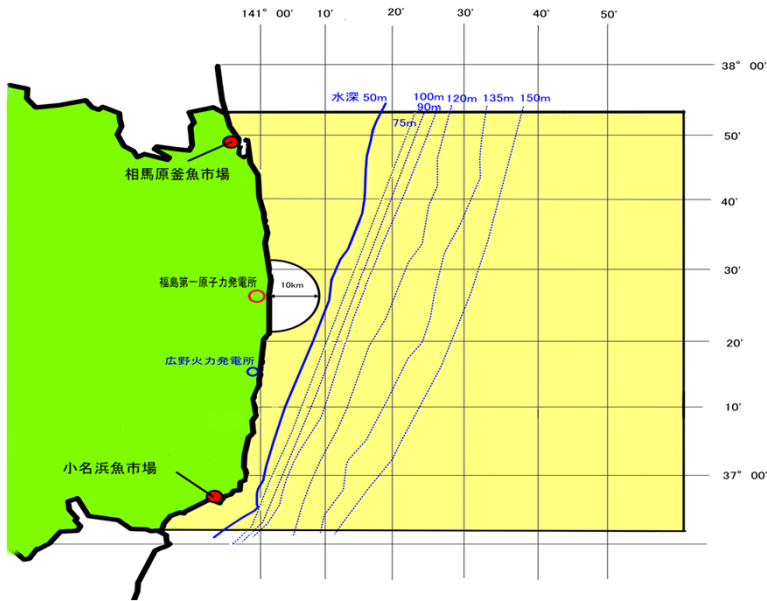 141° 00′ 10′ 20′ 30′ 40′ 50′
38° 00′
水深 50m 100m 120m 135m 150m
90m
75m
50′
相馬原釜魚市場
40′
30′
福島第一原子力発電所
10km
20′
広野火力発電所
10′
小名浜魚市場
37° 00′